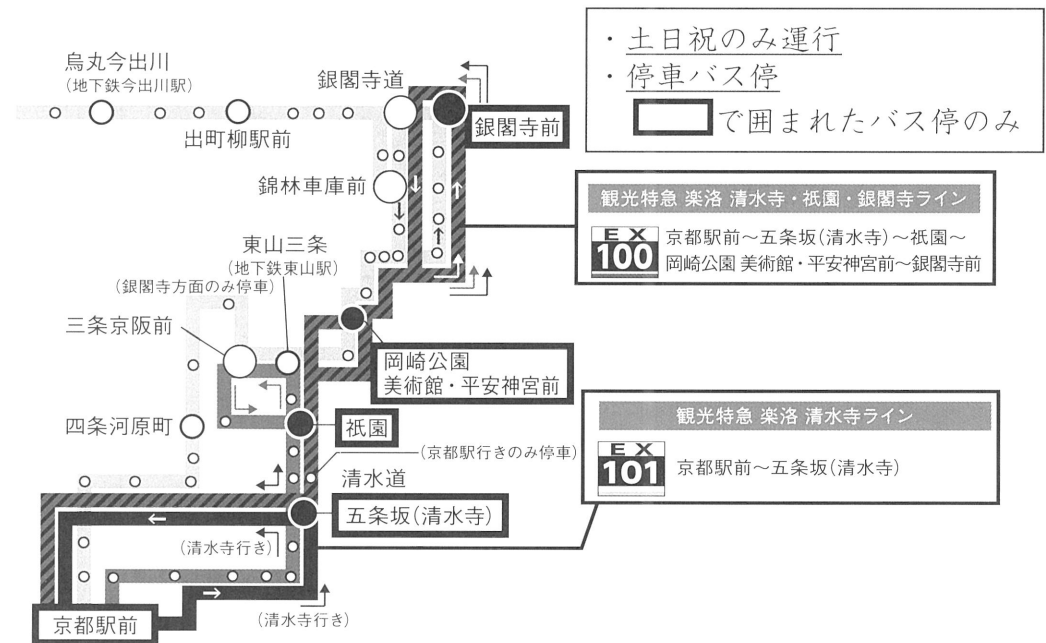 ・土日祝のみ運行
・停車バス停
で囲まれたバス停のみ
烏丸今出川
(地下鉄今出川駅)
出町柳駅前
銀閣寺道
銀閣寺前
錦林車庫前
東山三条
(地下鉄東山駅)
(銀閣寺方面のみ停車)
三条京阪前
四条河原町
岡崎公園
美術館・平安神宮前
祇園
(京都駅行きのみ停車)
清水道
五条坂(清水寺)
(清水寺行き)
(清水寺行き)
京都駅前
観光特急 楽洛 清水寺・祇園・銀閣寺ライン
EX
100
京都駅前～五条坂(清水寺)～祇園～
岡崎公園 美術館・平安神宮前～銀閣寺前
観光特急 楽洛 清水寺ライン
EX
101
京都駅前～五条坂(清水寺)